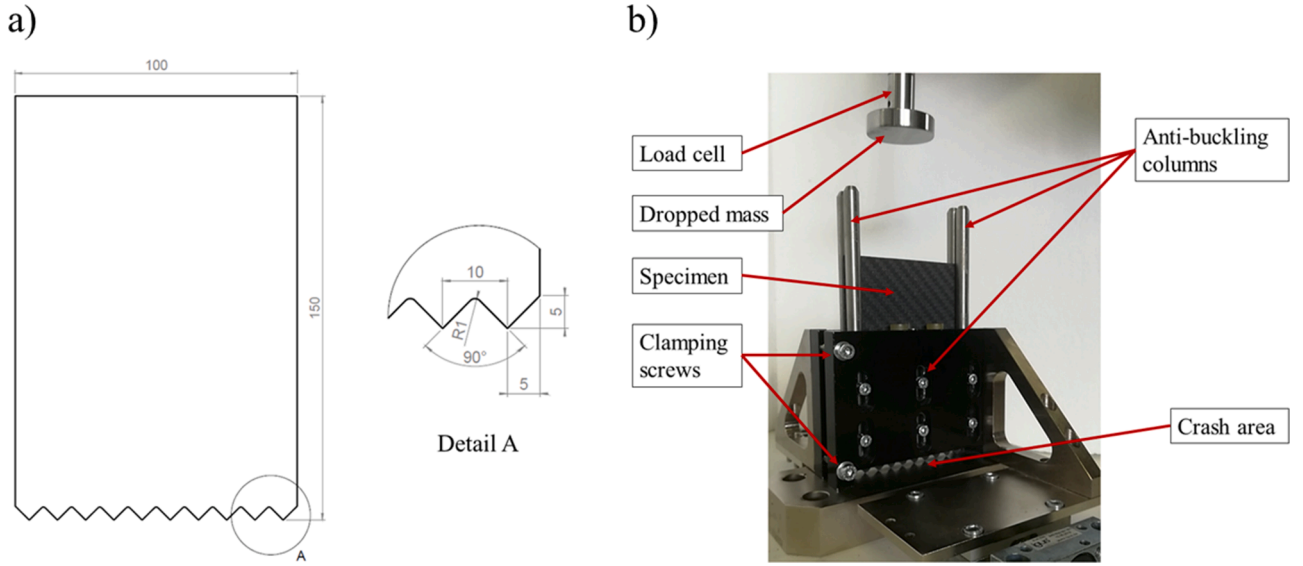 a)
100
150
A
10
R1
90°
5
5
Detail A
b)
Load cell
Dropped mass
Specimen
Clamping
screws
Anti-buckling
columns
Crash area